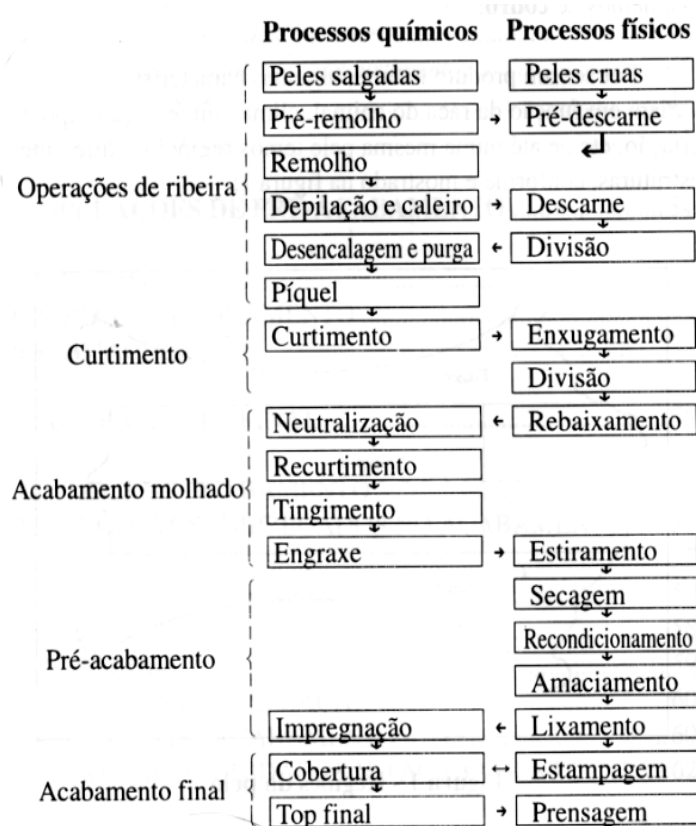 Processos químicos Processos físicos
Peles salgadas Peles cruas
Pré-remolho Pré-descarne
Remolho
Operações de ribeira
Depilação e caleiro Descarne
Desencalagem e purga Divisão
Píquel
Curtimento Enxugamento
Curtimento
Divisão
Neutralização Rebaixamento
Recurtimento
Acabamento molhado
Tingimento
Engraxe Estiramento
Secagem
Recondicionamento
Pré-acabamento
Amaciamento
Impregnação Lixamento
Cobertura Estampagem
Acabamento final
Top final Prensagem